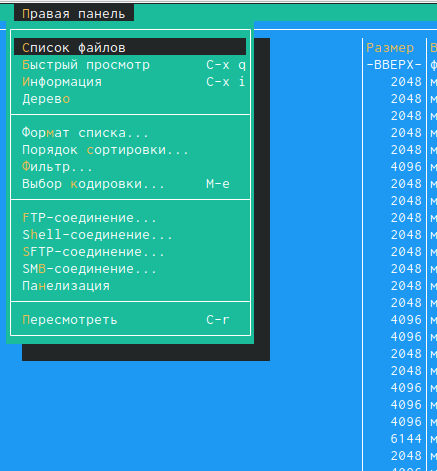 Правая панель
Список файлов
Быстрый просмотр C-x q
Информация C-x i
Дерево
Формат списка...
Порядок сортировки...
Фильтр...
Выбор кодировки... M-e
FTP-соединение...
Shell-соединение...
SFTP-соединение...
SMB-соединение...
Панелизация
Пересмотреть C-r
Размер В
-ВВЕРХ- ф
2048 м
2048 м
2048 м
2048 м
2048 м
4096 м
2048 м
2048 м
2048 м
2048 м
2048 м
2048 м
2048 м
4096 м
4096 м
2048 м
2048 м
4096 м
4096 м
4096 м
6144 м
2048 м